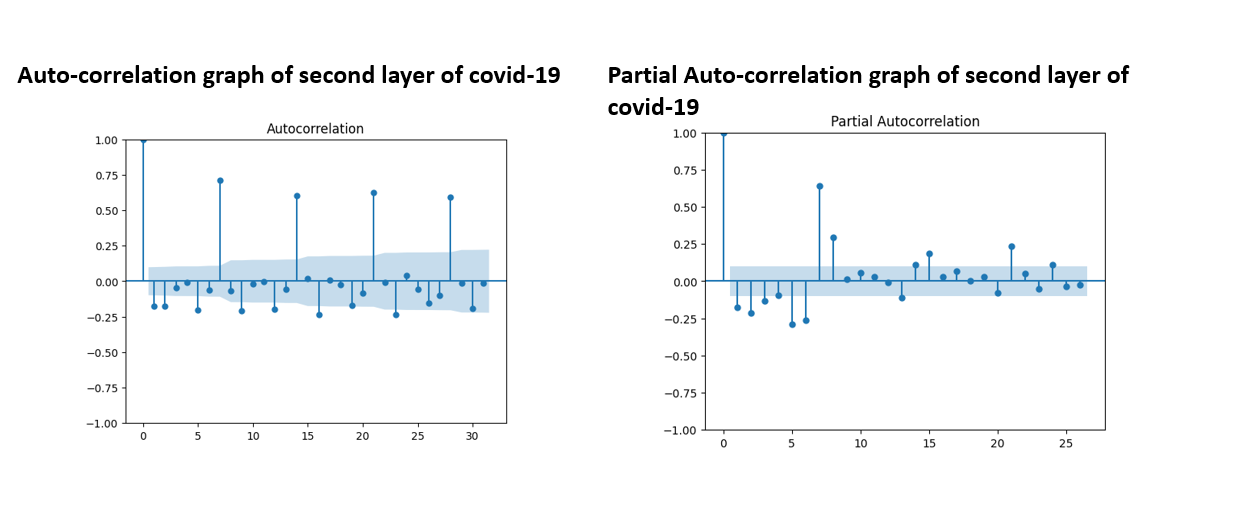 Auto-correlation graph of second layer of covid-19
Partial Auto-correlation graph of second layer of
covid-19
Autocorrelation
1.00
0.75
0.50
0.25
0.00
−0.25
−0.50
−0.75
−1.00
0 5 10 15 20 25 30
Partial Autocorrelation
1.00
0.75
0.50
0.25
0.00
−0.25
−0.50
−0.75
−1.00
0 5 10 15 20 25